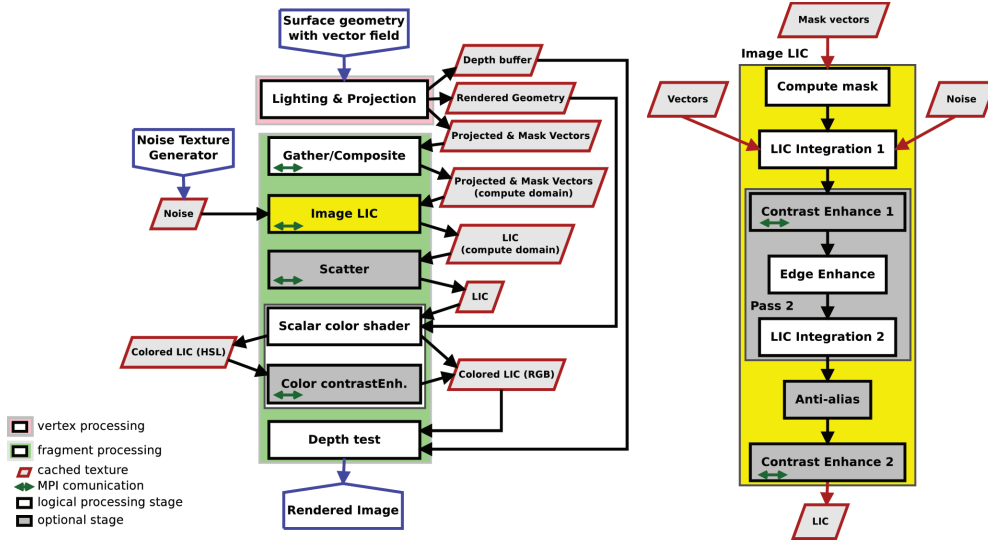 Surface geometry
with vector field
Depth buffer
Lighting & Projection
Rendered Geometry
Projected & Mask Vectors
Noise Texture
Generator
Gather/Composite
Projected & Mask Vectors
(compute domain)
Noise
Image LIC
LIC
(compute domain)
Scatter
LIC
Scalar color shader
Colored LIC (HSL)
Color contrastEnh.
Colored LIC (RGB)
Depth test
Rendered Image
vertex processing
fragment processing
cached texture
MPI comunication
logical processing stage
optional stage
Mask vectors
Image LIC
Compute mask
Vectors
Noise
LIC Integration 1
Contrast Enhance 1
Edge Enhance
Pass 2
LIC Integration 2
Anti-alias
Contrast Enhance 2
LIC